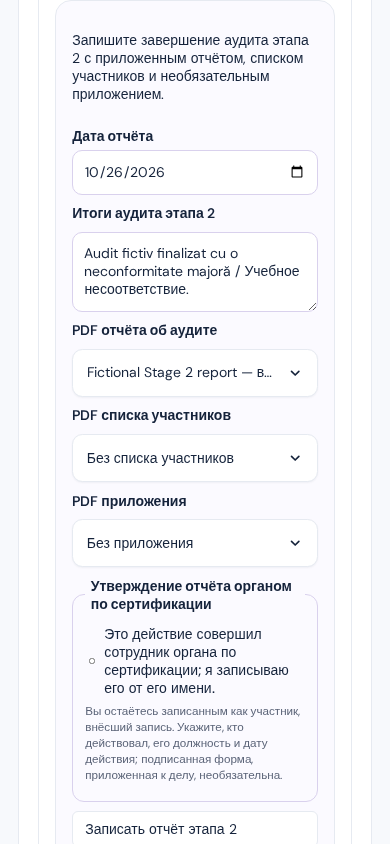 Запишите завершение аудита этапа
2 с приложенным отчётом, списком
участников и необязательным
приложением.
Дата отчёта
10/26/2026
Итоги аудита этапа 2
Audit fictiv finalizat cu o
neconformitate majoră / Учебное
несоответствие.
PDF отчёта об аудите
Fictional Stage 2 report — в...
PDF списка участников
Без списка участников
PDF приложения
Без приложения
Утверждение отчёта органом
по сертификации
Это действие совершил
сотрудник органа по
сертификации; я записываю
его от его имени.
Вы остаётесь записанным как участник,
внёсший запись. Укажите, кто
действовал, его должность и дату
действия; подписанная форма,
приложенная к делу, необязательна.
Записать отчёт этапа 2